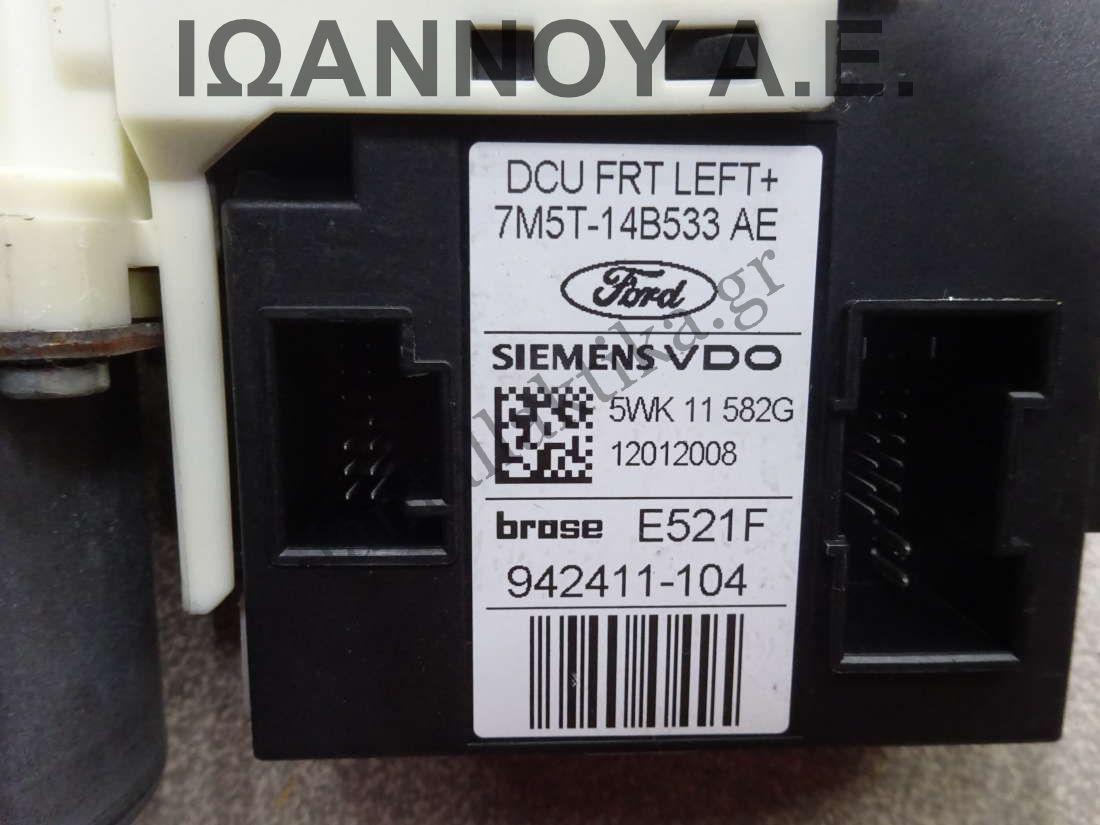 ΙΩΑΝΝΟΥ Α.Ε.
DCU FRT LEFT+
7M5T-14B533 AE
Ford
SIEMENS VDO
5WK 11 582G
12012008
brose E521F
942411-104